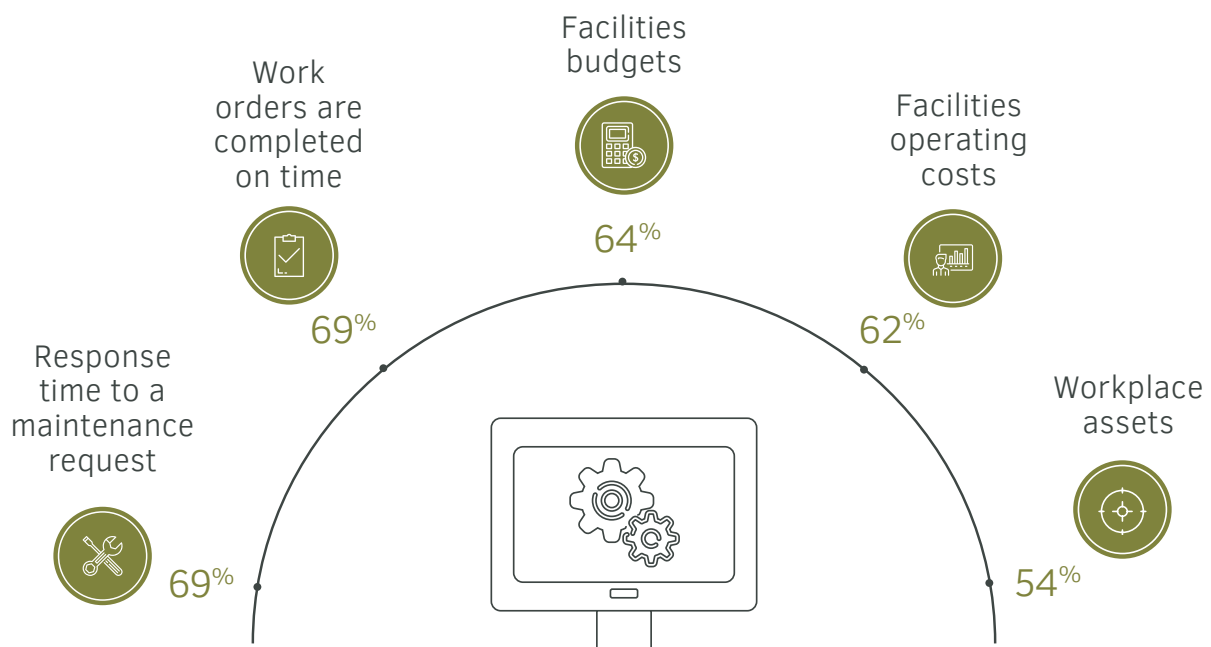 Response
time to a
maintenance
request
69%
Work
orders are
completed
on time
69%
Facilities
budgets
$
64%
Facilities
operating
costs
62%
Workplace
assets
54%